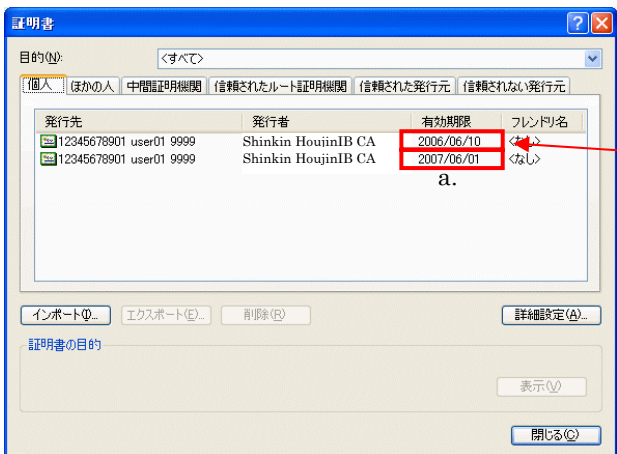 証明書
目的(N): <すべて>
個人 ほかの人 中間証明機関 信頼されたルート証明機関 信頼された発行元 信頼されない発行元
発行先 発行者 有効期限 フレンドリ名
12345678901 user01 9999 Shinkin HoujinIB CA 2006/06/10 <なし>
12345678901 user01 9999 Shinkin HoujinIB CA 2007/06/01 <なし>
a.
インポート(I)... エクスポート(E)... 削除(R) 詳細設定(A)...
証明書の目的
表示(V)
閉じる(C)